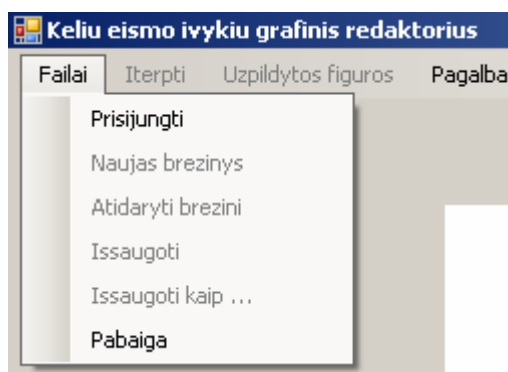 Keliu eismo ivykiu grafinis redaktorius
Failai Iterpti Uzpildytos figuros Pagalba
Prisijungti
Naujas brezinys
Atidaryti brezini
Issaugoti
Issaugoti kaip ...
Pabaiga